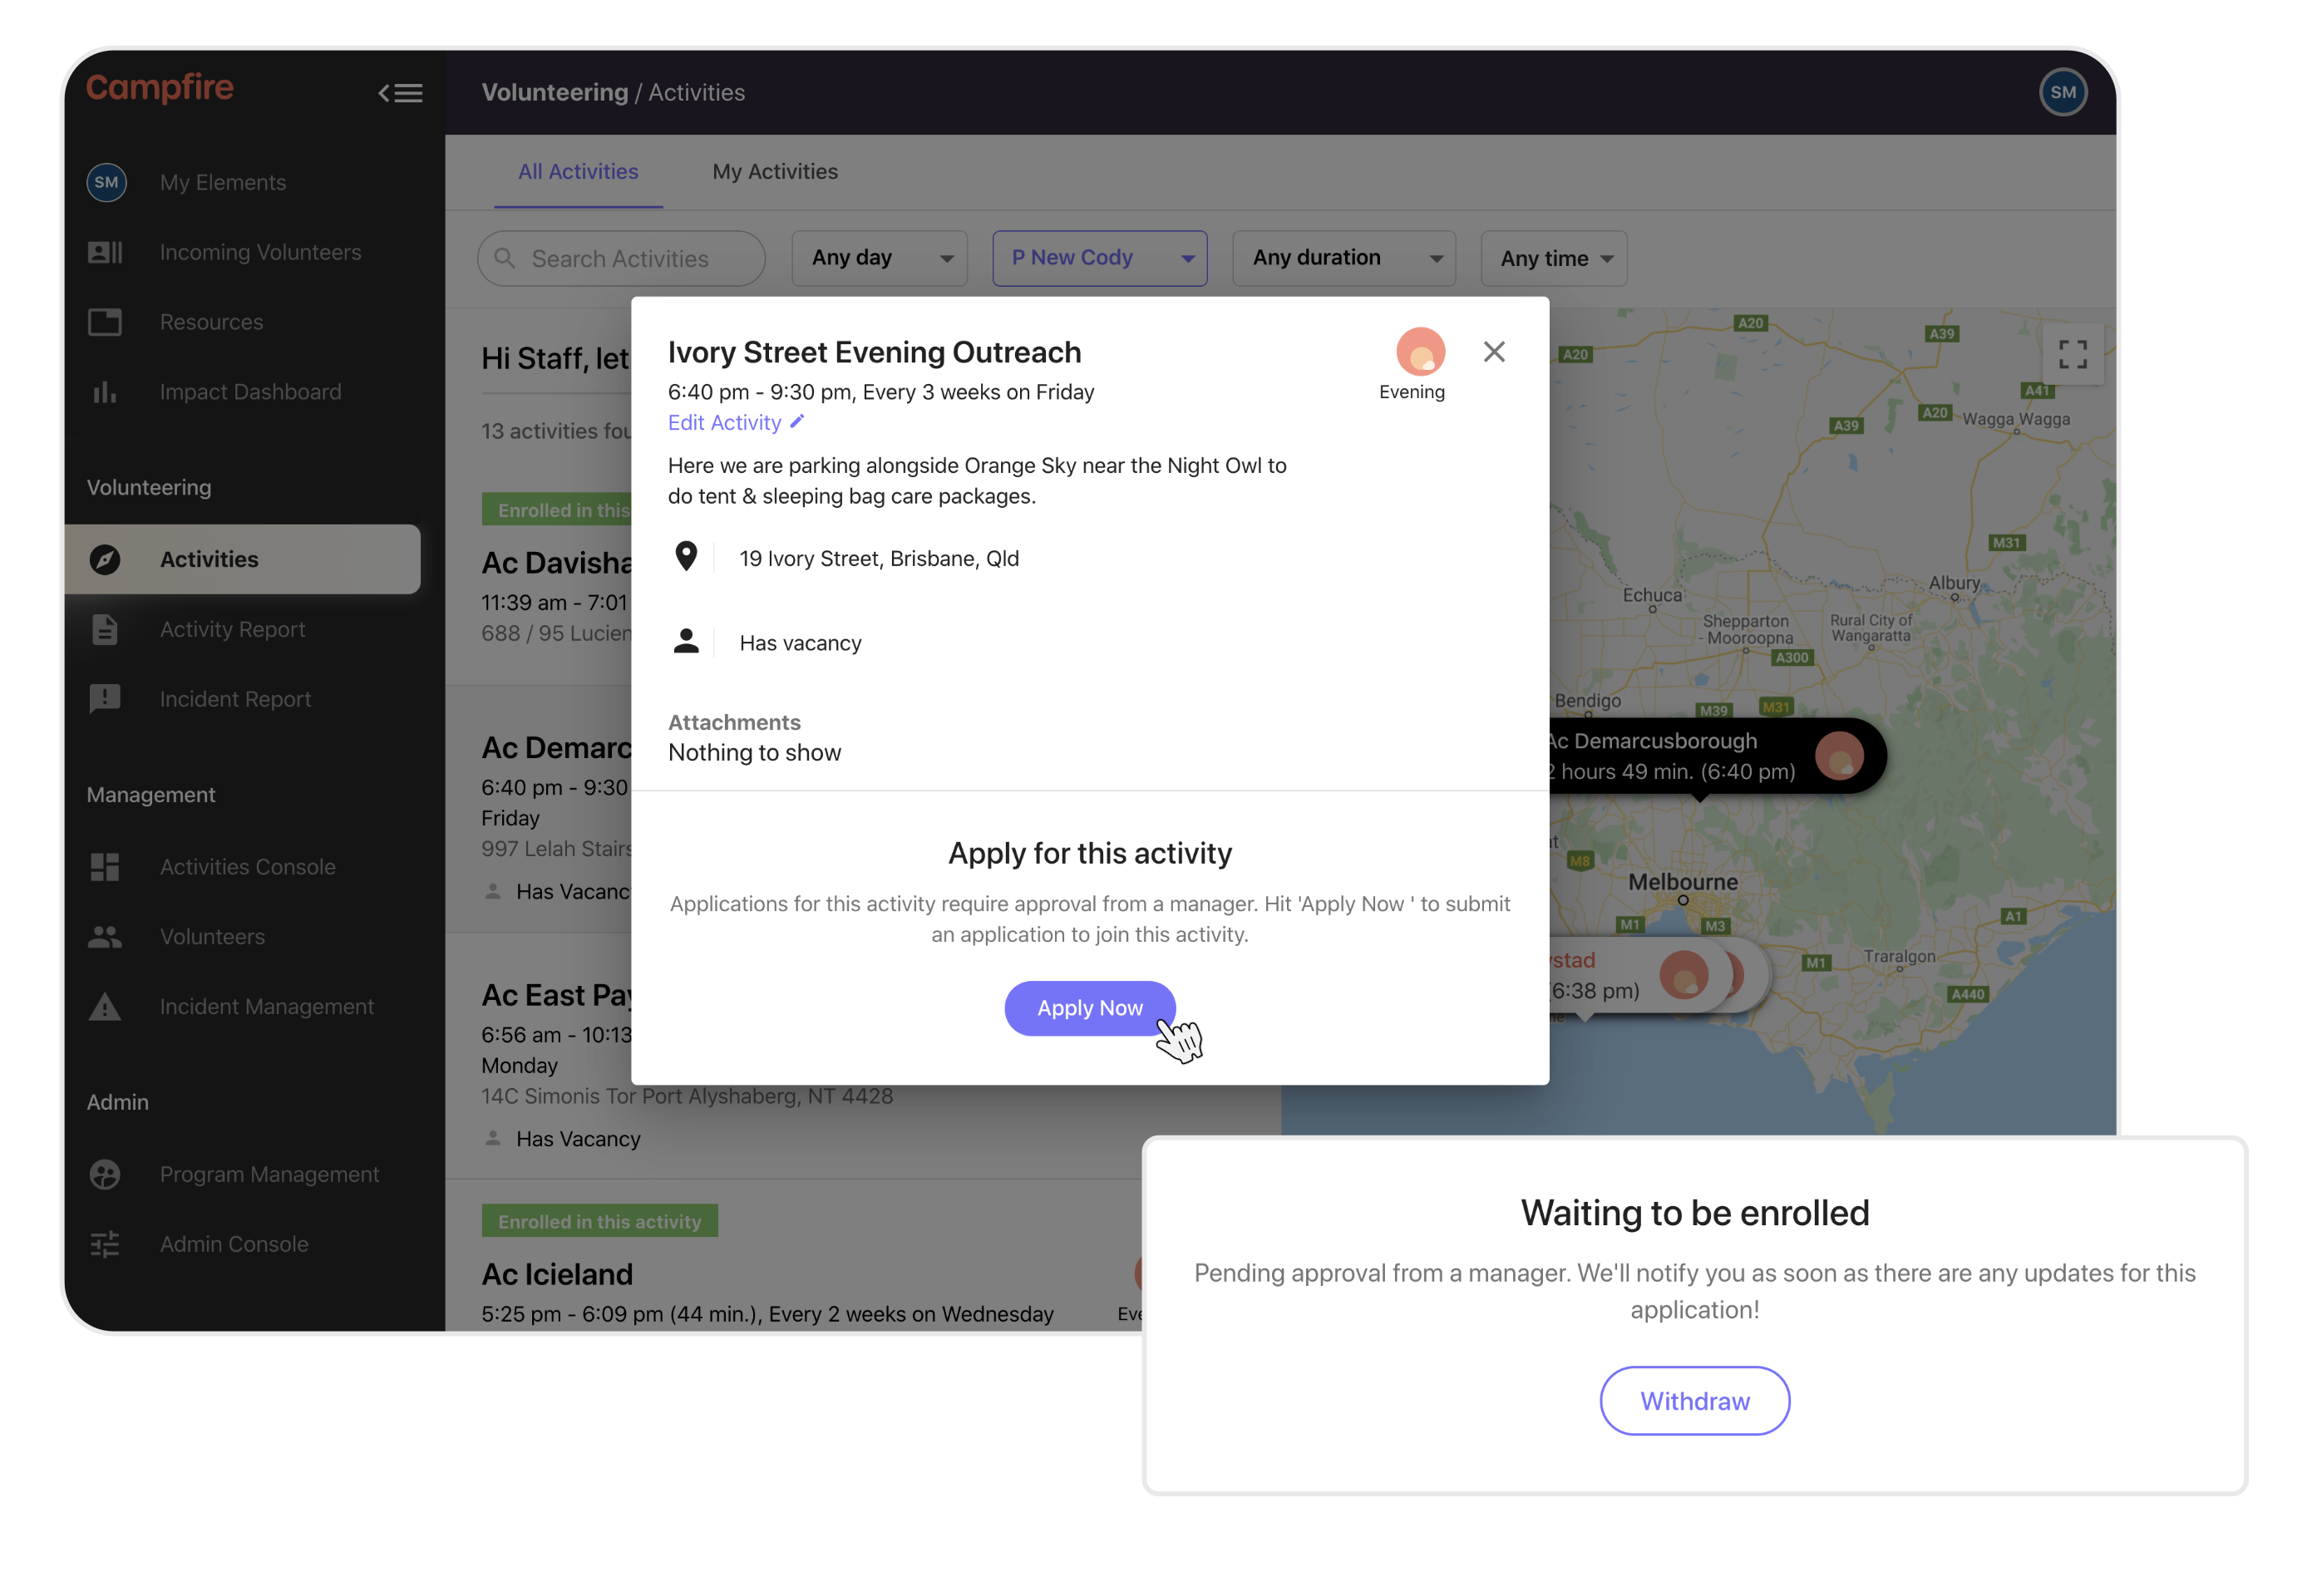 Campfire
Volunteering / Activities
SM
SM
My Elements
Incoming Volunteers
Resources
Impact Dashboard
Volunteering
Activities
Activity Report
Incident Report
Management
Activities Console
Volunteers
Incident Management
Admin
Program Management
Admin Console
All Activities
My Activities
Search Activities
Any day
P New Cody
Any duration
Any time
Hi Staff, let
13 activities fou
Enrolled in this
Ac Davisha
11:39 am - 7:01
688 / 95 Lucien
Ac Demarc
6:40 pm - 9:30
Friday
997 Lelah Stairs
Has Vacanc
Ac East Pay
6:56 am - 10:13
Monday
14C Simonis Tor Port Alyshaberg, NT 4428
Has Vacancy
Enrolled in this activity
Ac Icieland
5:25 pm - 6:09 pm (44 min.), Every 2 weeks on Wednesday
Eve
Ivory Street Evening Outreach
6:40 pm - 9:30 pm, Every 3 weeks on Friday
Evening
Edit Activity
Here we are parking alongside Orange Sky near the Night Owl to
do tent & sleeping bag care packages.
19 Ivory Street, Brisbane, Qld
Has vacancy
Attachments
Nothing to show
Apply for this activity
Applications for this activity require approval from a manager. Hit 'Apply Now ' to submit
an application to join this activity.
Apply Now
A20
A39
A20
A41
A20
A39
Wagga Wagga
M31
Albury
Echuca
Shepparton
- Mooroopna
Rural City of
Wangaratta
A300
Bendigo
M39
M31
Ac Demarcusborough
2 hours 49 min. (6:40 pm)
M8
Melbourne
M1
M3
A1
ystad
(6:38 pm)
M1
Traralgon
A440
Waiting to be enrolled
Pending approval from a manager. We'll notify you as soon as there are any updates for this
application!
Withdraw